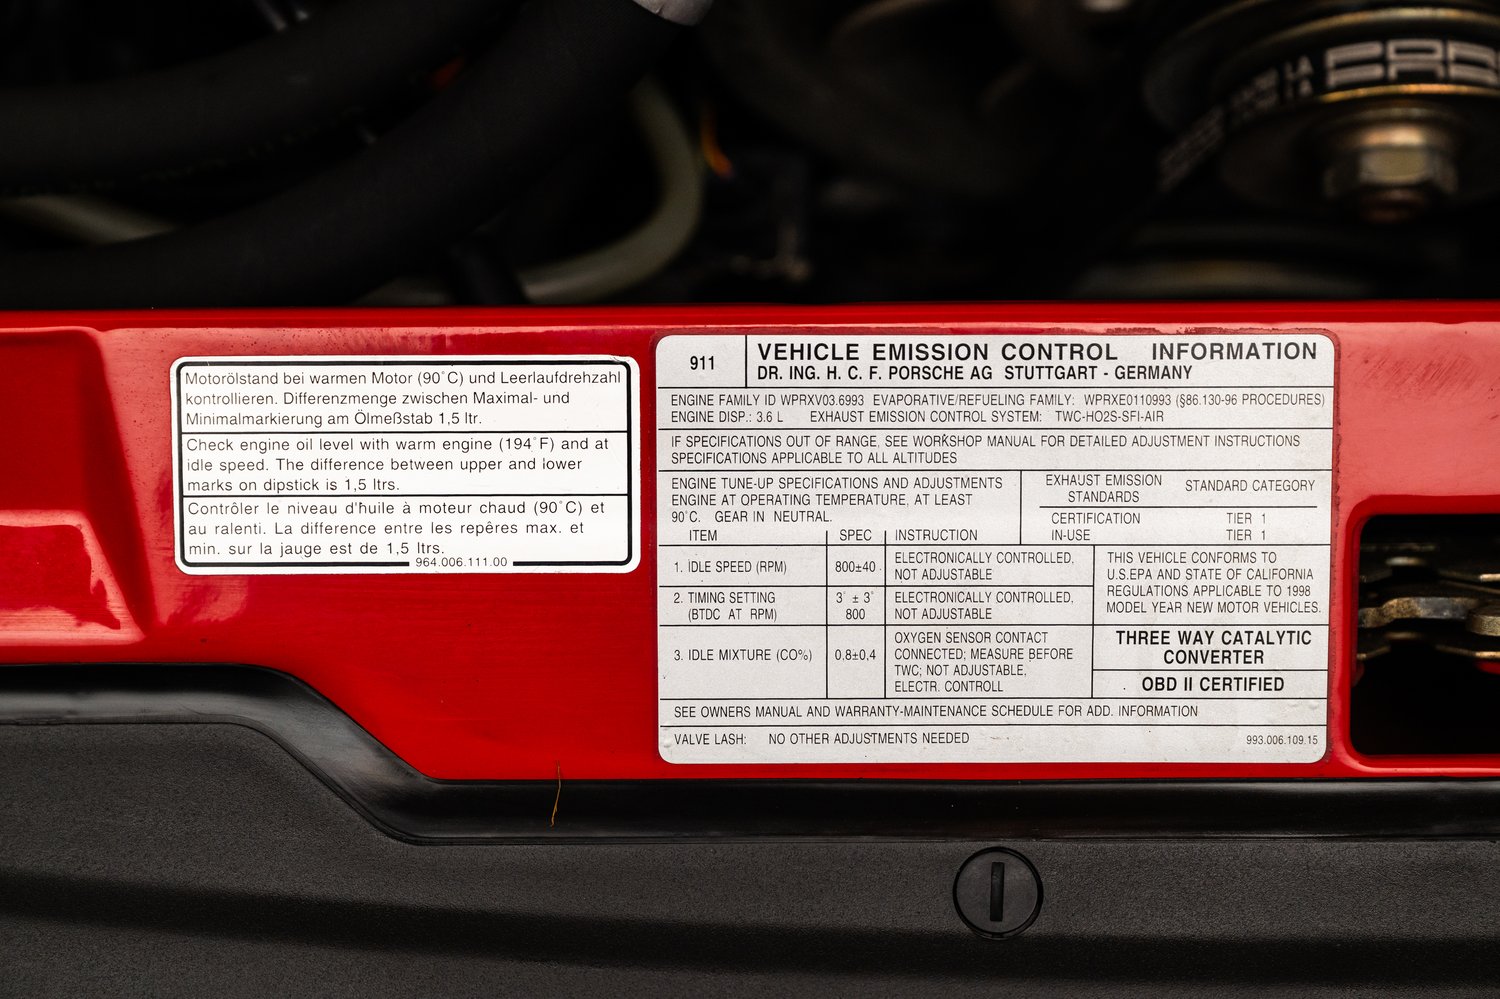 Motorölstand bei warmen Motor (90°C) und Leerlaufdrehzahl
kontrollieren. Differenzmenge zwischen Maximal- und
Minimalmarkierung am Ölmeßstab 1,5 ltr.
Check engine oil level with warm engine (194°F) and at
idle speed. The difference between upper and lower
marks on dipstick is 1,5 ltrs.
Contrôler le niveau d'huile à moteur chaud (90°C) et
au ralenti. La difference entre les repêres max. et
min. sur la jauge est de 1,5 ltrs.
964.006.111.00
911
VEHICLE EMISSION CONTROL INFORMATION
DR. ING. H. C. F. PORSCHE AG STUTTGART - GERMANY
ENGINE FAMILY ID WPRXV03.6993 EVAPORATIVE/REFUELING FAMILY: WPRXE0110993 (§86.130-96 PROCEDURES)
ENGINE DISP.: 3.6 L EXHAUST EMISSION CONTROL SYSTEM: TWC-HO2S-SFI-AIR
IF SPECIFICATIONS OUT OF RANGE, SEE WORKSHOP MANUAL FOR DETAILED ADJUSTMENT INSTRUCTIONS
SPECIFICATIONS APPLICABLE TO ALL ALTITUDES
ENGINE TUNE-UP SPECIFICATIONS AND ADJUSTMENTS
ENGINE AT OPERATING TEMPERATURE, AT LEAST
90°C. GEAR IN NEUTRAL.
EXHAUST EMISSION STANDARDS STANDARD CATEGORY
CERTIFICATION TIER 1
IN-USE TIER 1
ITEM SPEC INSTRUCTION
1. IDLE SPEED (RPM) 800±40 ELECTRONICALLY CONTROLLED,
NOT ADJUSTABLE
2. TIMING SETTING 3° ± 3° ELECTRONICALLY CONTROLLED,
(BTDC AT RPM) 800 NOT ADJUSTABLE
3. IDLE MIXTURE (CO%) 0,8±0,4 OXYGEN SENSOR CONTACT
CONNECTED; MEASURE BEFORE
TWC; NOT ADJUSTABLE,
ELECTR. CONTROLL
THIS VEHICLE CONFORMS TO
U.S.EPA AND STATE OF CALIFORNIA
REGULATIONS APPLICABLE TO 1998
MODEL YEAR NEW MOTOR VEHICLES.
THREE WAY CATALYTIC
CONVERTER
OBD II CERTIFIED
SEE OWNERS MANUAL AND WARRANTY-MAINTENANCE SCHEDULE FOR ADD. INFORMATION
VALVE LASH: NO OTHER ADJUSTMENTS NEEDED
993.006.109.15